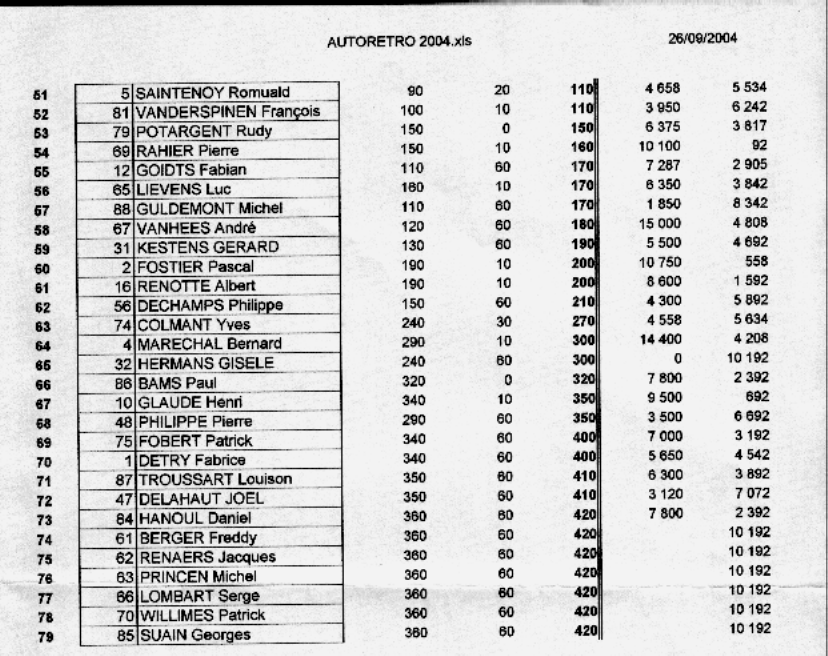 AUTORETRO 2004.xls 26/09/2004
51 5 SAINTENOY Romuald 90 20 110 4 658 5 534
52 81 VANDERSPINEN François 100 10 110 3 950 6 242
53 79 POTARGENT Rudy 150 0 150 6 375 3 817
54 69 RAHIER Pierre 150 10 160 10 100 92
55 12 GOIDTS Fabian 110 60 170 7 287 2 905
56 65 LIEVENS Luc 160 10 170 6 350 3 842
57 88 GULDEMONT Michel 110 60 170 1 850 8 342
58 67 VANHEES André 120 60 180 15 000 4 808
59 31 KESTENS GERARD 130 60 190 5 500 4 692
60 2 FOSTIER Pascal 190 10 200 10 750 558
61 16 RENOTTE Albert 190 10 200 8 600 1 592
62 56 DECHAMPS Philippe 150 60 210 4 300 5 892
63 74 COLMANT Yves 240 30 270 4 558 5 634
64 4 MARECHAL Bernard 290 10 300 14 400 4 208
65 32 HERMANS GISELE 240 60 300 0 10 192
66 86 BAMS Paul 320 0 320 7 800 2 392
67 10 GLAUDE Henri 340 10 350 9 500 692
68 48 PHILIPPE Pierre 290 60 350 3 500 6 692
69 75 FOBERT Patrick 340 60 400 7 000 3 192
70 1 DETRY Fabrice 340 60 400 5 650 4 542
71 87 TROUSSART Louison 350 60 410 6 300 3 892
72 47 DELAHAUT JOEL 350 60 410 3 120 7 072
73 84 HANOUL Daniel 360 60 420 7 800 2 392
74 61 BERGER Freddy 360 60 420 10 192
75 62 RENAERS Jacques 360 60 420 10 192
76 63 PRINCEN Michel 360 60 420 10 192
77 66 LOMBART Serge 360 60 420 10 192
78 70 WILLIMES Patrick 360 60 420 10 192
79 85 SUAIN Georges 360 60 420 10 192